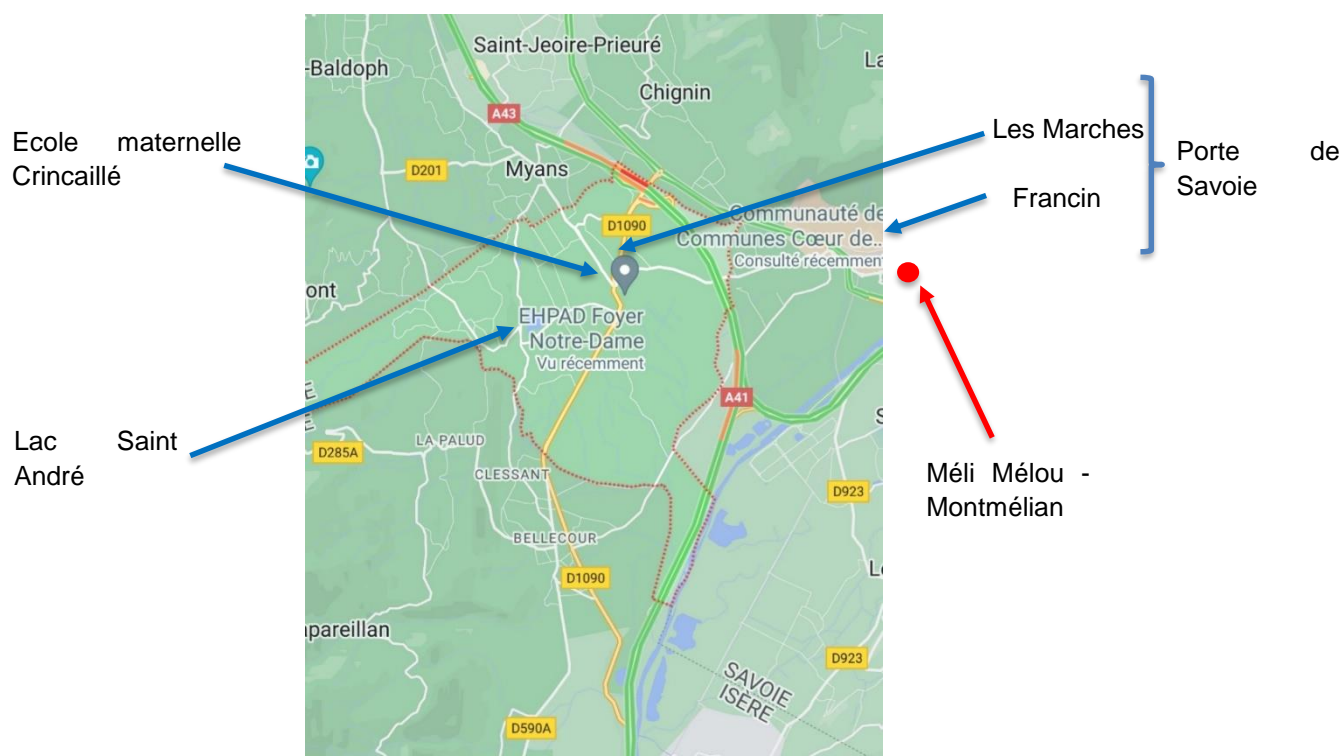 Saint-Jeoire-Prieuré
-Baldoph
La
Chignin
A43
Ecole maternelle
Crincaillé
Les Marches
Porte de
Savoie
D201
Myans
Francin
Communauté de
D1090
Communes Cœur de...
Consulté récemment
ont
EHPAD Foyer
Notre-Dame
Vu récemment
A41
Lac Saint
André
LA PALUD
D285A
CLESSANT
S
Méli Mélou -
Montmélian
D923
BELLECOUR
D1090
Le
apareillan
D923
SAVOIE
ISÈRE
D590A